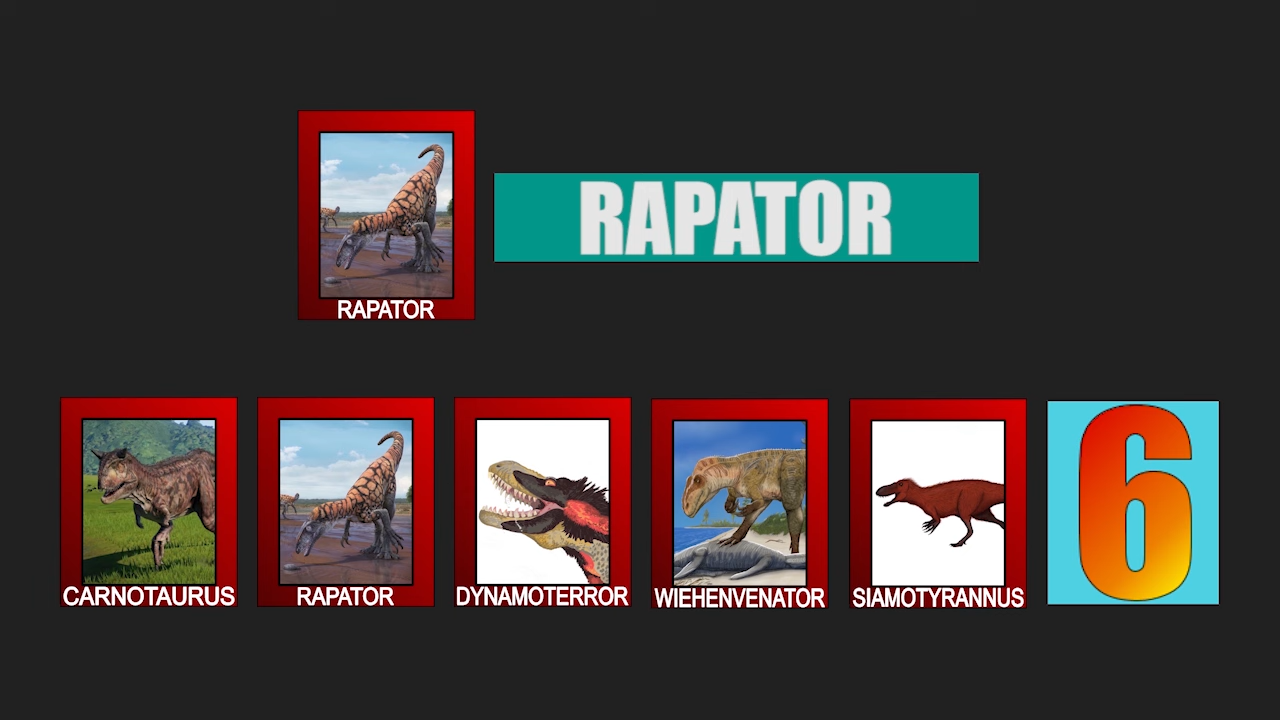 RAPATOR
RAPATOR
CARNOTAURUS
RAPATOR
DYNAMOTERROR
WIEHENVENATOR
SIAMOTYRANNUS
6